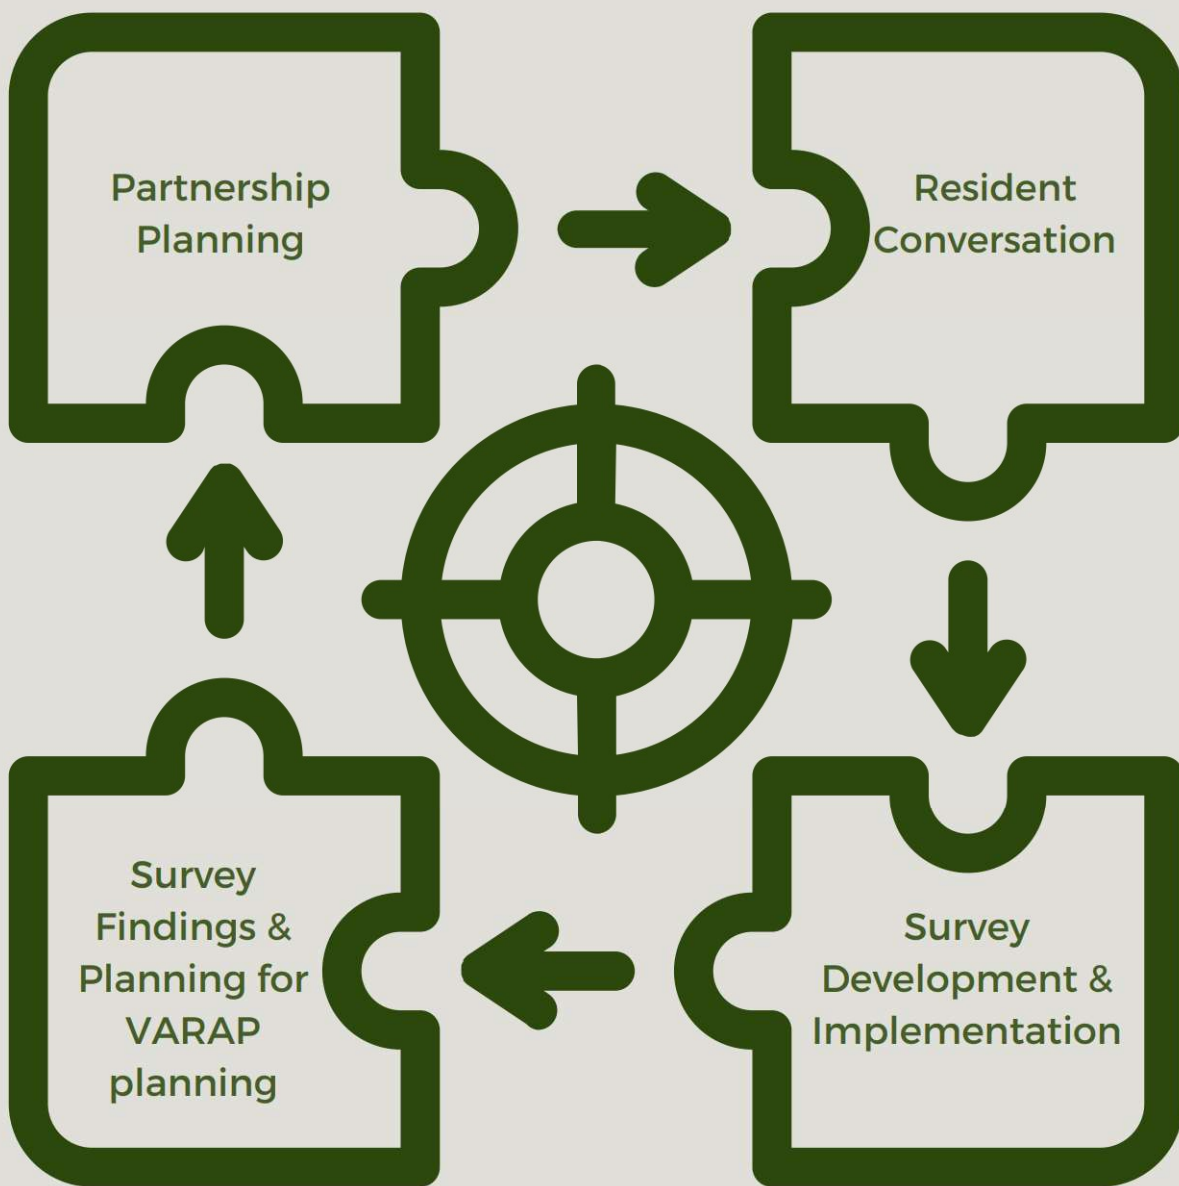 Partnership
Planning
Resident
Conversation
Survey
Findings &
Planning for
VARAP
planning
Survey
Development &
Implementation